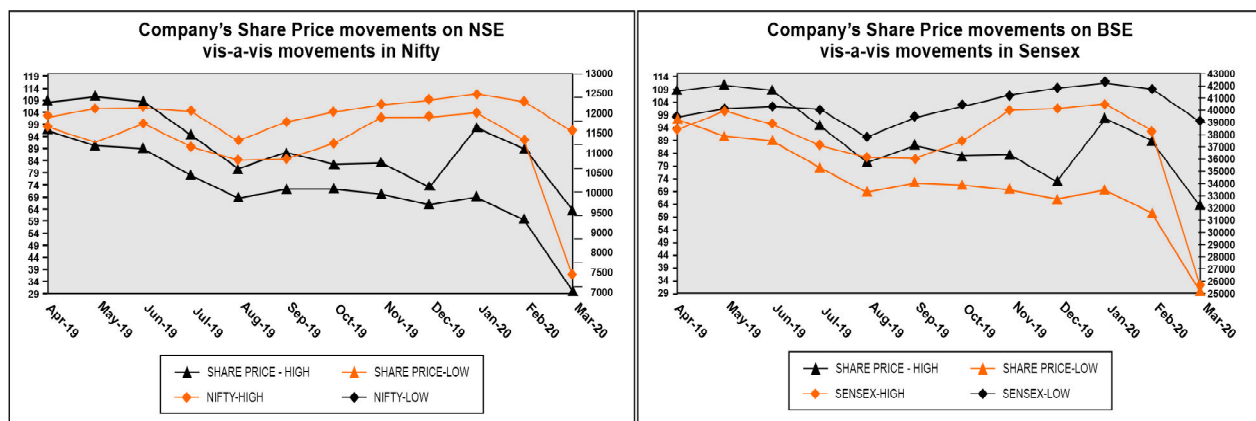 Company's Share Price movements on NSE
vis-a-vis movements in Nifty
119
114
109
104
99
94
89
84
79
74
69
64
59
54
49
44
39
34
29
13000
12500
12000
11500
11000
10500
10000
9500
9000
8500
8000
7500
7000
Apr-19
May-19
Jun-19
Jul-19
Aug-19
Sep-19
Oct-19
Nov-19
Dec-19
Jan-20
Feb-20
Mar-20
SHARE PRICE - HIGH
SHARE PRICE-LOW
NIFTY-HIGH
NIFTY-LOW
Company's Share Price movements on BSE
vis-a-vis movements in Sensex
114
109
104
99
94
89
84
79
74
69
64
59
54
49
44
39
34
29
43000
42000
41000
40000
39000
38000
37000
36000
35000
34000
33000
32000
31000
30000
29000
28000
27000
26000
25000
Apr-19
May-19
Jun-19
Jul-19
Aug-19
Sep-19
Oct-19
Nov-19
Dec-19
Jan-20
Feb-20
Mar-20
SHARE PRICE - HIGH
SHARE PRICE-LOW
SENSEX-HIGH
SENSEX-LOW